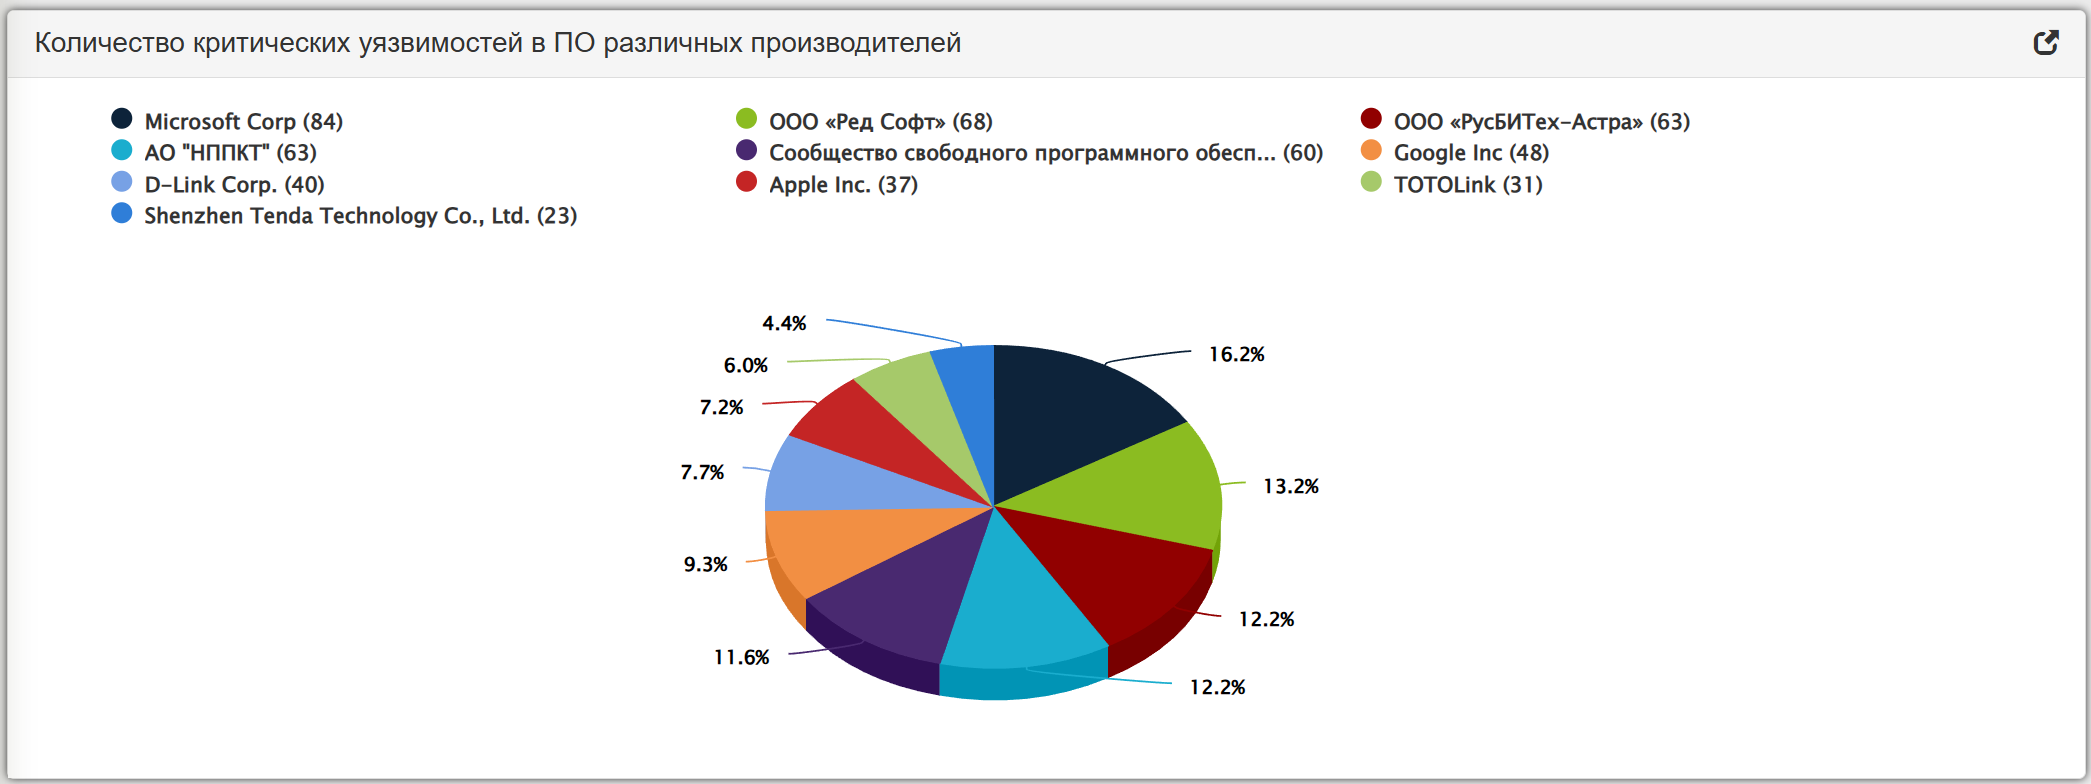 Количество критических уязвимостей в ПО различных производителей
Microsoft Corp (84)
ООО «Ред Софт» (68)
ООО «РусБИТех-Астра» (63)
АО "НППКТ" (63)
Сообщество свободного программного обесп... (60)
Google Inc (48)
D-Link Corp. (40)
Apple Inc. (37)
TOTOLink (31)
Shenzhen Tenda Technology Co., Ltd. (23)
4.4%
16.2%
6.0%
7.2%
7.7%
13.2%
9.3%
12.2%
11.6%
12.2%